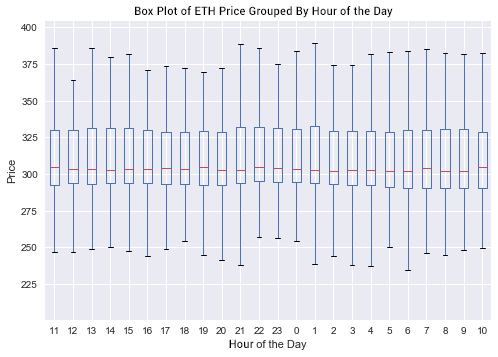 Box Plot of ETH Price Grouped By Hour of the Day
400
375
350
325
300
275
250
225
Price
11 12 13 14 15 16 17 18 19 20 21 22 23 0 1 2 3 4 5 6 7 8 9 10
Hour of the Day